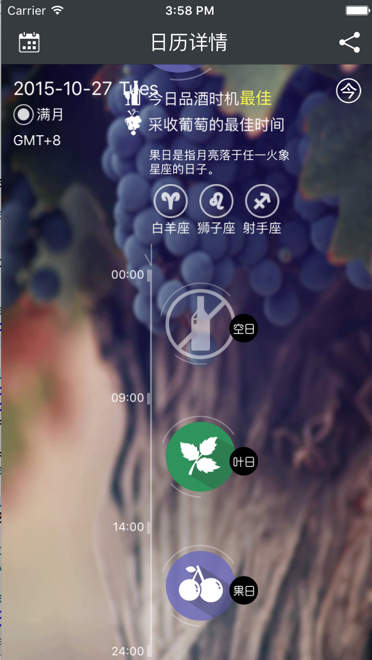 Carrier 3:58 PM
日历详情
2015-10-27 Tues
今日品酒时机最佳
今
满月
采收葡萄的最佳时间
GMT+8
果日是指月亮落于任一火象
星座的日子。
白羊座 狮子座 射手座
00:00
空日
09:00
叶日
14:00
果日
24:00